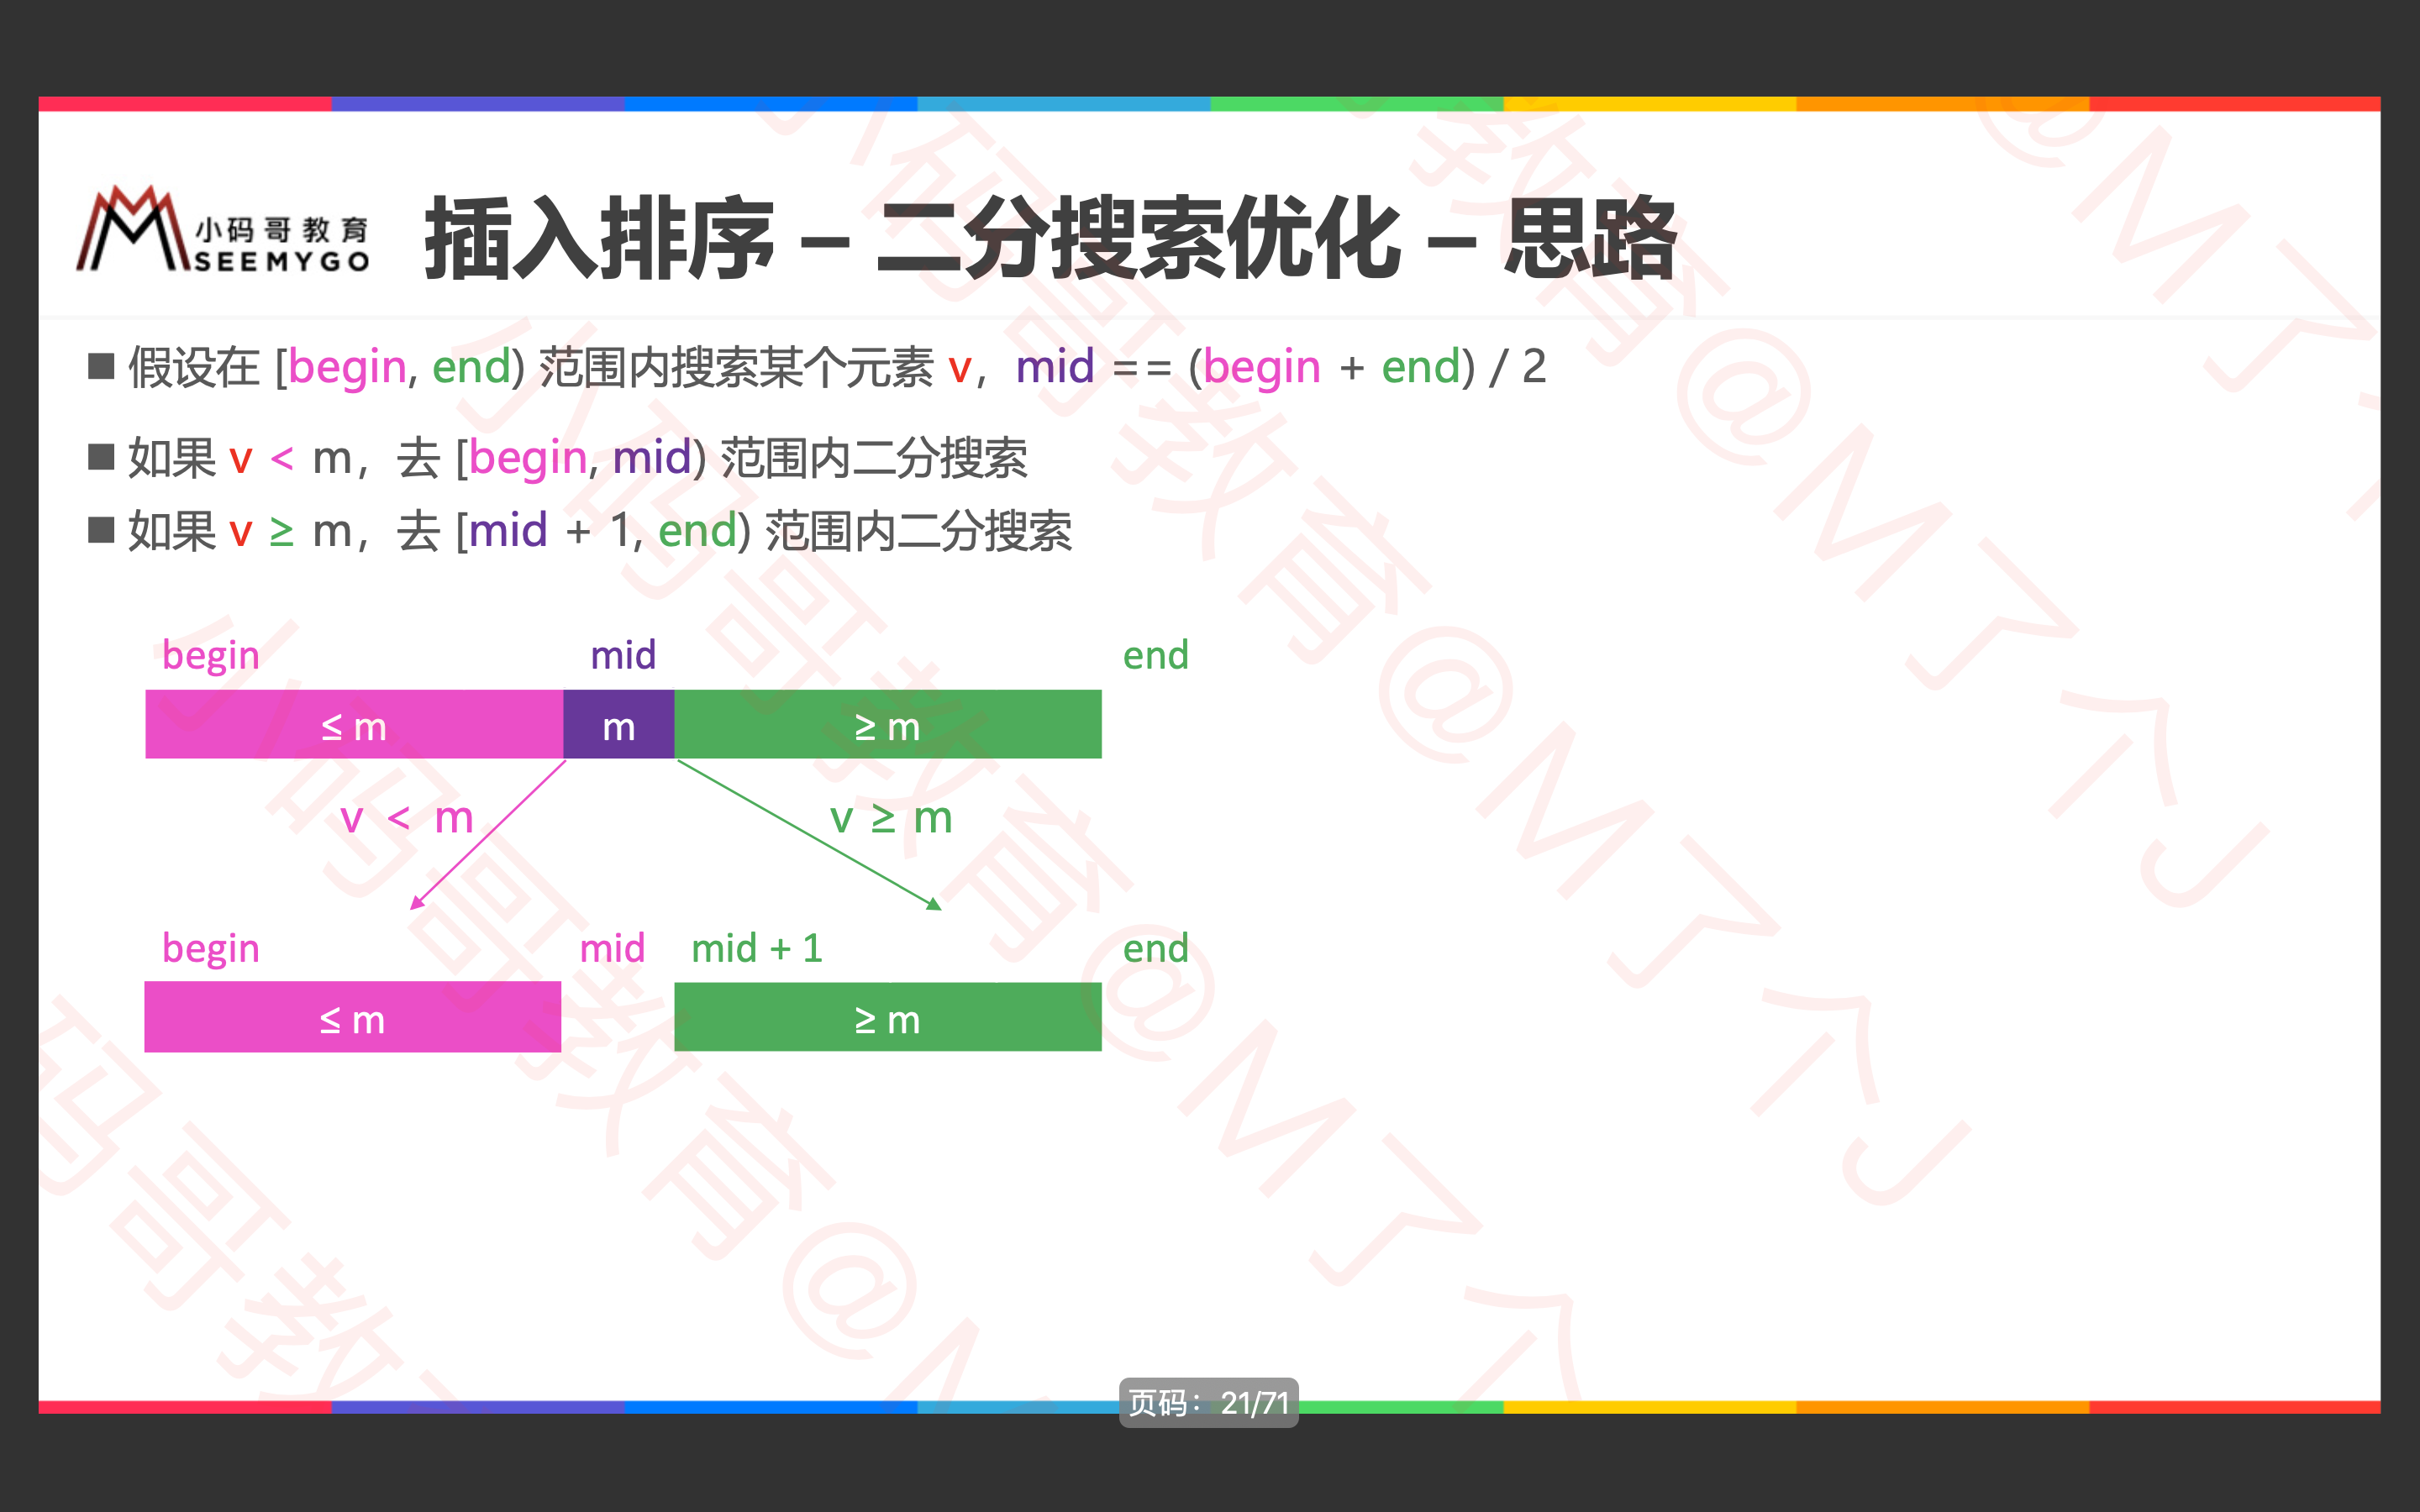 小码哥教育
SEEMYGO
插入排序 – 二分搜索优化 – 思路
■ 假设在 [begin, end) 范围内搜索某个元素 v, mid == (begin + end) / 2
■ 如果 v < m, 去 [begin, mid) 范围内二分搜索
■ 如果 v ≥ m, 去 [mid + 1, end) 范围内二分搜索
begin mid end
≤ m m ≥ m
v < m v ≥ m
begin mid mid + 1 end
≤ m ≥ m
小码哥教育@M了个J
页码: 21/71